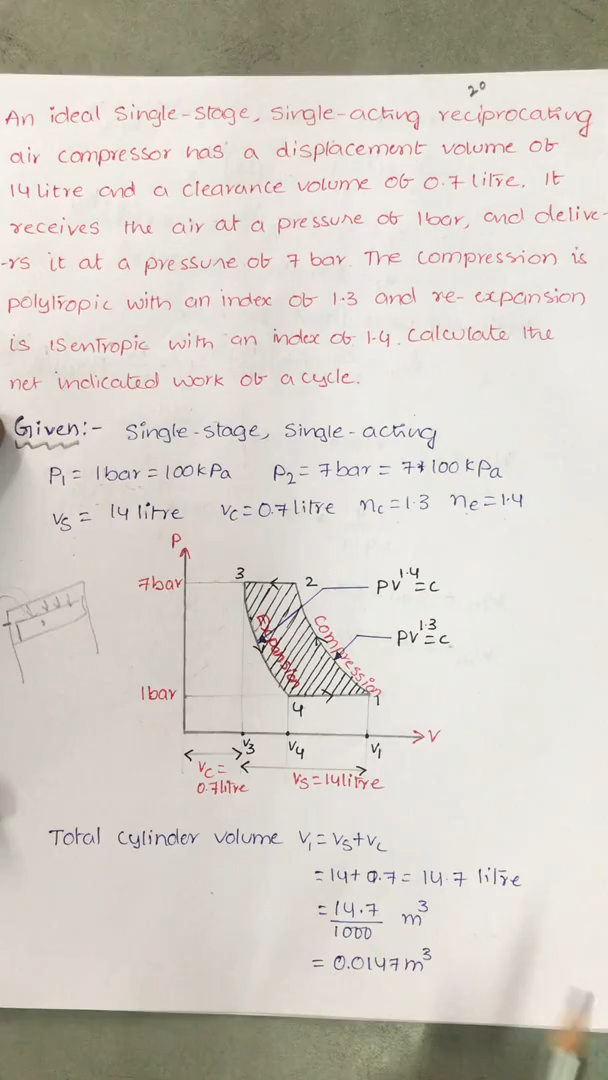 20
An ideal Single-stage, Single-acting reciprocating
air compressor has a displacement volume of
14 litre and a clearance volume of 0.7 litre. It
receives the air at a pressure of 1bar, and delive-
-rs it at a pressure of 7 bar. The compression is
polytropic with an index of 1.3 and re-expansion
is isentropic with an index of 1.4. Calculate the
net indicated work of a cycle.
Given:- Single-stage, Single-acting
P₁ = 1bar = 100kPa P₂ = 7bar = 7*100kPa
Vs = 14 litre Vc = 0.7 litre nc = 1.3 ne = 1.4
P
7bar 3 2 PV^1.4 = C
Expansion Compression PV^1.3 = C
1bar 4 1
V3 V4 V1 V
Vc = 0.7litre Vs = 14litre
Total cylinder volume V₁ = Vs+Vc
= 14 + 0.7 = 14.7 litre
= 14.7/1000 m³
= 0.0147m³